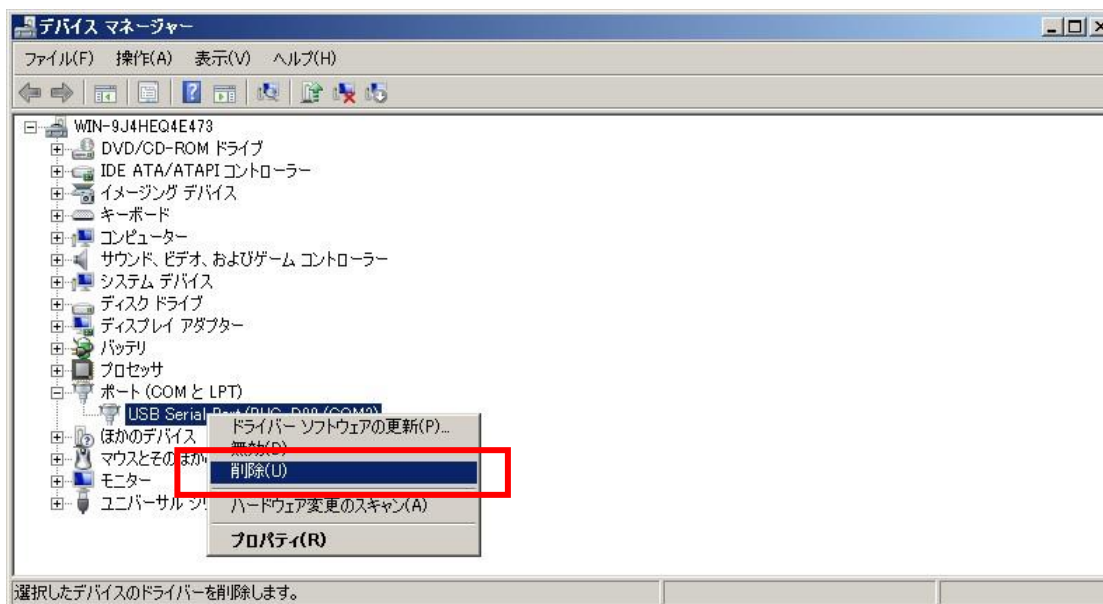 デバイス マネージャー
ファイル(F) 操作(A) 表示(V) ヘルプ(H)
WIN-9J4HEQ4E473
DVD/CD-ROM ドライブ
IDE ATA/ATAPI コントローラー
イメージング デバイス
キーボード
コンピューター
サウンド、ビデオ、およびゲーム コントローラー
システム デバイス
ディスク ドライブ
ディスプレイ アダプター
バッテリ
プロセッサ
ポート (COM と LPT)
USB Serial
ほかのデバイス
マウスとそのほか
モニター
ユニバーサル シリ
ドライバー ソフトウェアの更新(P)...
無効(D)
削除(U)
ハードウェア変更のスキャン(A)
プロパティ(R)
選択したデバイスのドライバーを削除します。